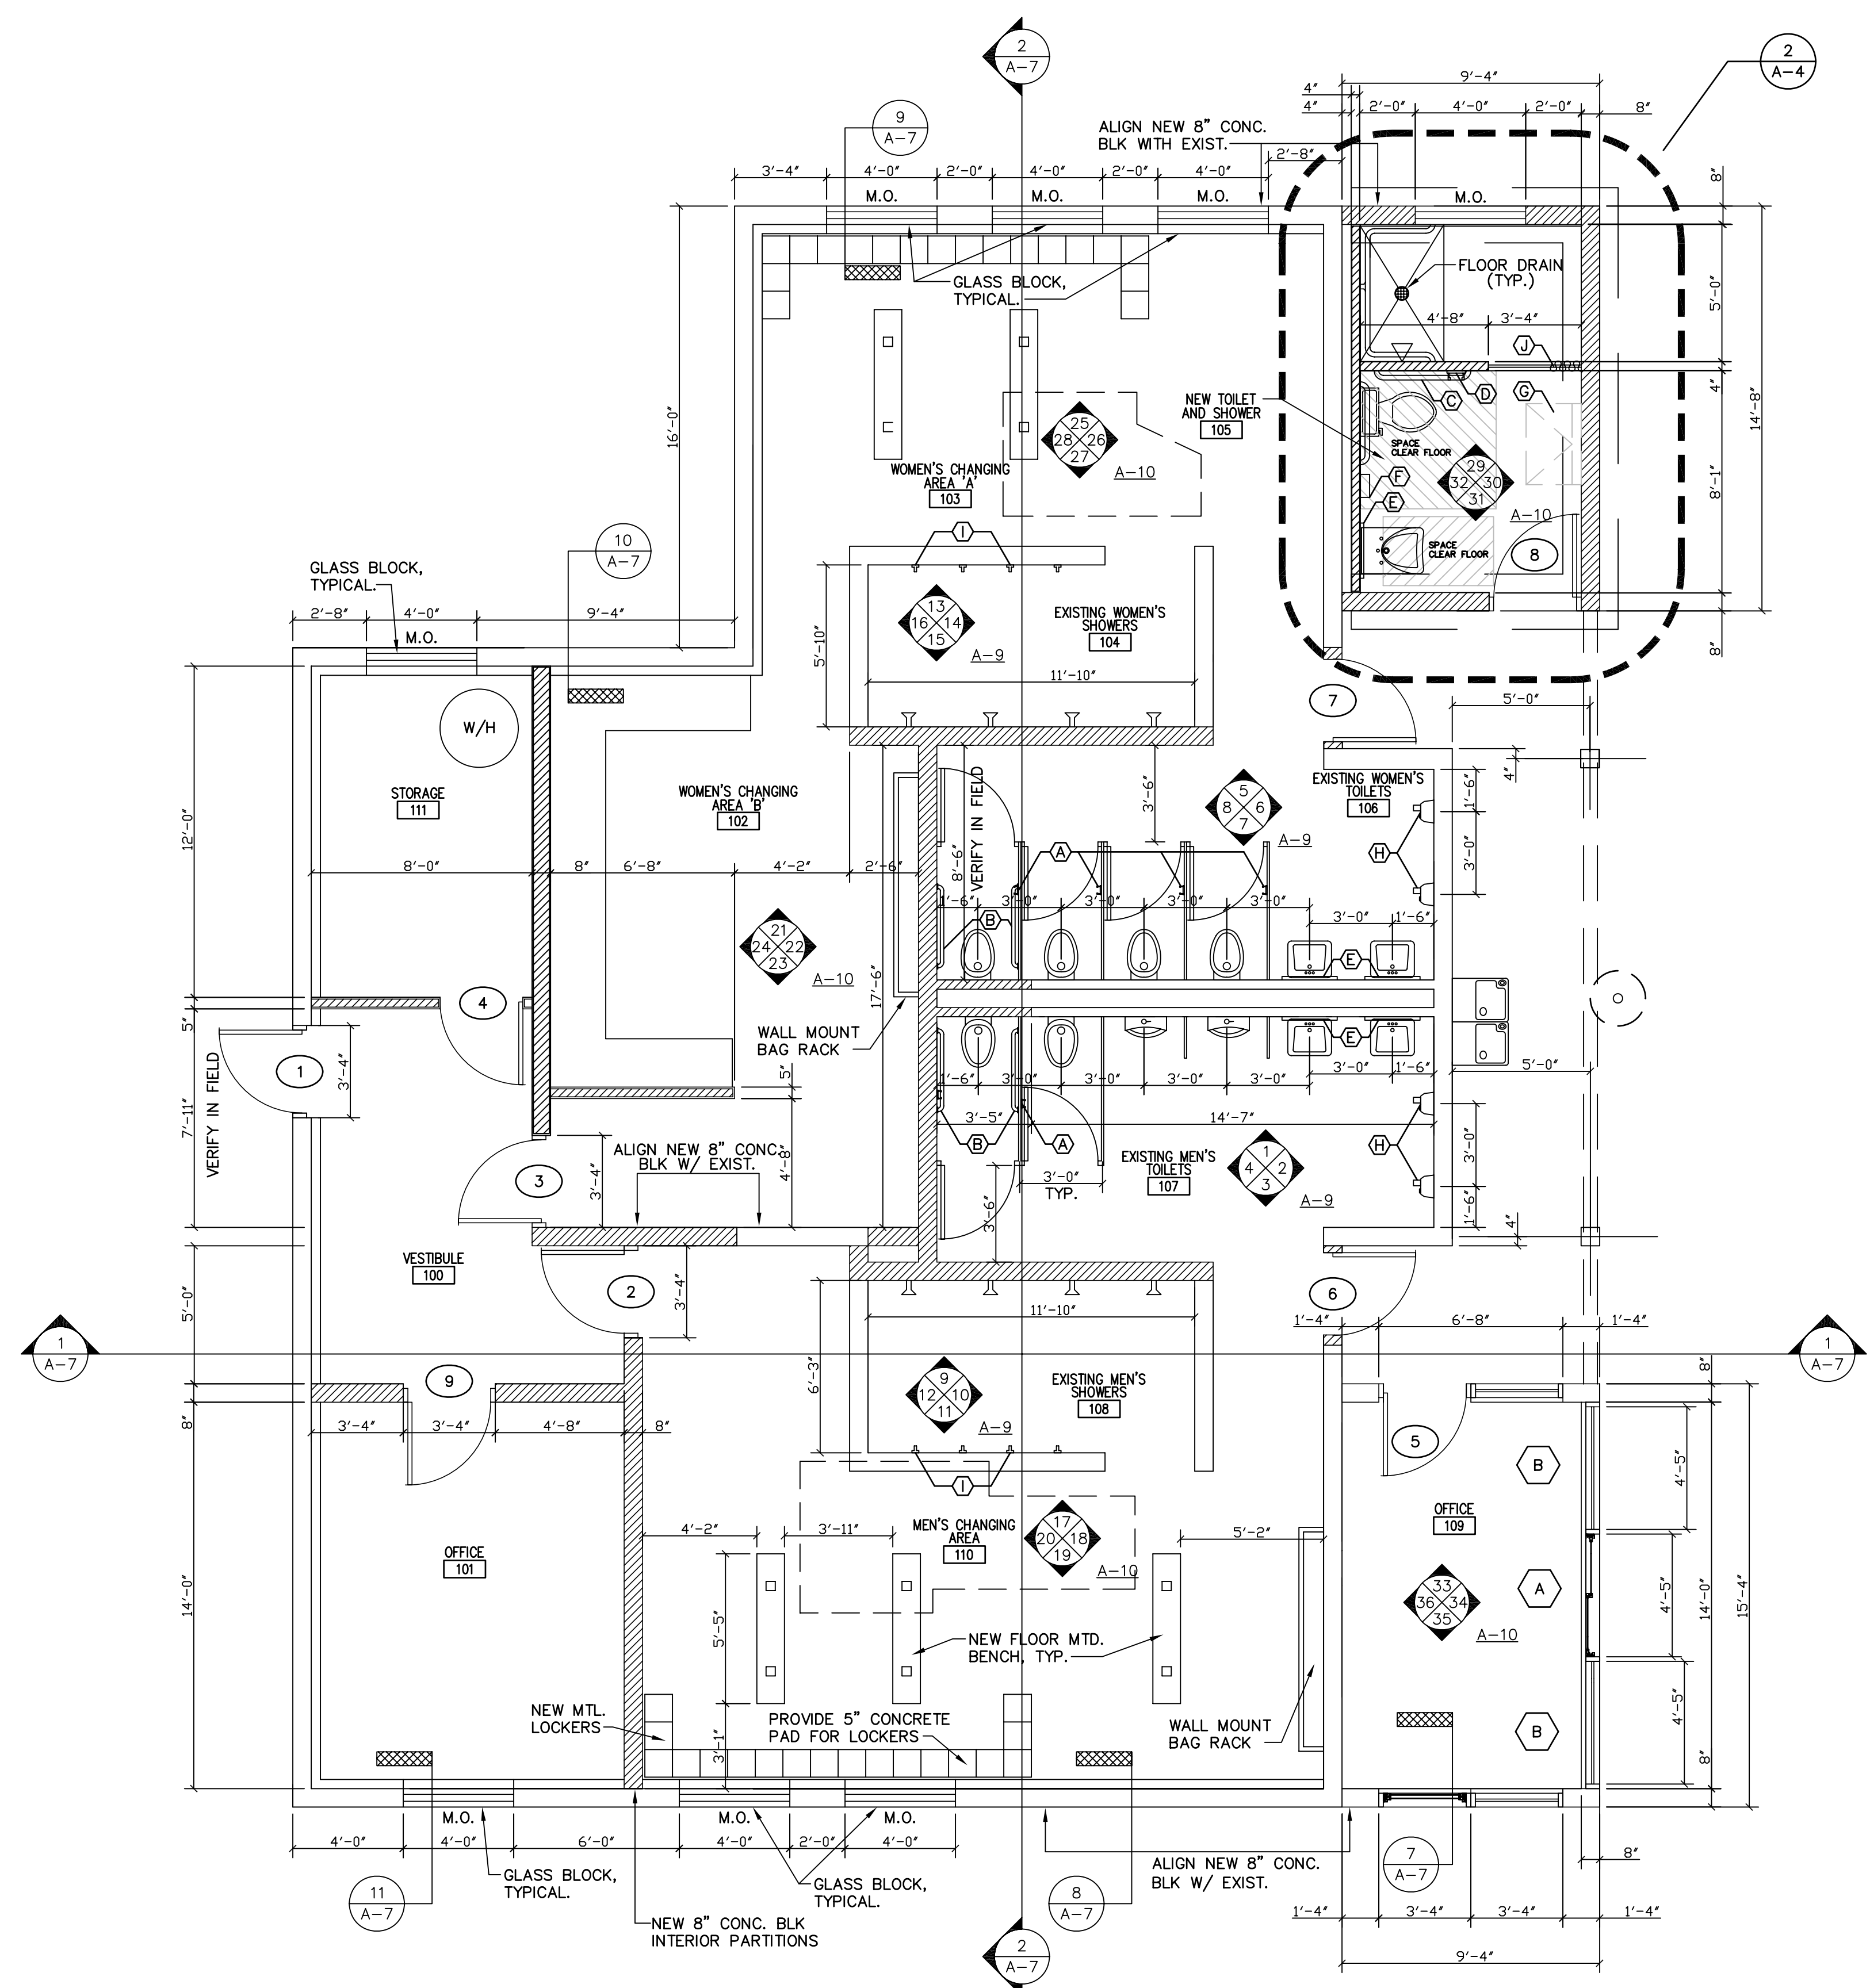 2
A-7
2
A-4
9'-4"
4"
4"
2'-0"
4'-0"
2'-0"
8"
9
A-7
ALIGN NEW 8" CONC.
BLK WITH EXIST.
2'-8"
3'-4"
4'-0"
2'-0"
4'-0"
2'-0"
4'-0"
M.O.
M.O.
M.O.
M.O.
8"
GLASS BLOCK,
TYPICAL.
FLOOR DRAIN
(TYP.)
5'-0"
4'-8"
3'-4"
J
16'-0"
NEW TOILET
AND SHOWER
105
C
D
G
4"
14'-8"
25
28
26
27
A-10
SPACE
CLEAR FLOOR
WOMEN'S CHANGING
AREA 'A'
103
29
32
30
31
A-10
F
E
8'-1"
10
A-7
I
SPACE
CLEAR FLOOR
8
GLASS BLOCK,
TYPICAL.
2'-8"
4'-0"
9'-4"
M.O.
13
16
14
15
A-9
5'-10"
EXISTING WOMEN'S
SHOWERS
104
11'-10"
8"
7
5'-0"
W/H
4"
STORAGE
111
WOMEN'S CHANGING
AREA 'B'
102
VERIFY IN FIELD
8'-6"
3'-6"
5
8
6
7
A-9
EXISTING WOMEN'S
TOILETS
106
1'-6"
H
3'-0"
12'-0"
8'-0"
8"
6'-8"
4'-2"
2'-6"
A
1'-6"
3'-0"
3'-0"
3'-0"
3'-0"
B
3'-0"
1'-6"
E
21
24
22
23
A-10
17'-6"
4
WALL MOUNT
BAG RACK
5"
1
3'-4"
VERIFY IN FIELD
7'-11"
E
1'-6"
3'-0"
3'-0"
3'-0"
3'-0"
3'-0"
1'-6"
5'-0"
5"
3'-5"
14'-7"
B
A
H
3'-0"
1'-6"
4"
ALIGN NEW 8" CONC.
BLK W/ EXIST.
4'-8"
3
3'-4"
EXISTING MEN'S
TOILETS
107
1
4
2
3
A-9
3'-0"
TYP.
3'-6"
VESTIBULE
100
2
3'-4"
5'-0"
6
11'-10"
1'-4"
6'-8"
1'-4"
1
A-7
1
A-7
9
6'-3"
9
12
10
11
A-9
EXISTING MEN'S
SHOWERS
108
8"
3'-4"
3'-4"
4'-8"
8"
8"
5
B
4'-5"
I
OFFICE
109
MEN'S CHANGING
AREA
110
17
20
18
19
A-10
4'-2"
3'-11"
5'-2"
OFFICE
101
33
36
34
35
A-10
A
4'-5"
14'-0"
15'-4"
14'-0"
5'-5"
NEW FLOOR MTD.
BENCH, TYP.
NEW MTL.
LOCKERS
PROVIDE 5" CONCRETE
PAD FOR LOCKERS
3'-1"
WALL MOUNT
BAG RACK
B
4'-5"
8"
M.O.
M.O.
M.O.
4'-0"
4'-0"
6'-0"
4'-0"
2'-0"
4'-0"
GLASS BLOCK,
TYPICAL.
GLASS BLOCK,
TYPICAL.
ALIGN NEW 8" CONC.
BLK W/ EXIST.
7
A-7
8"
11
A-7
8
A-7
NEW 8" CONC. BLK
INTERIOR PARTITIONS
1'-4"
3'-4"
3'-4"
1'-4"
2
A-7
9'-4"